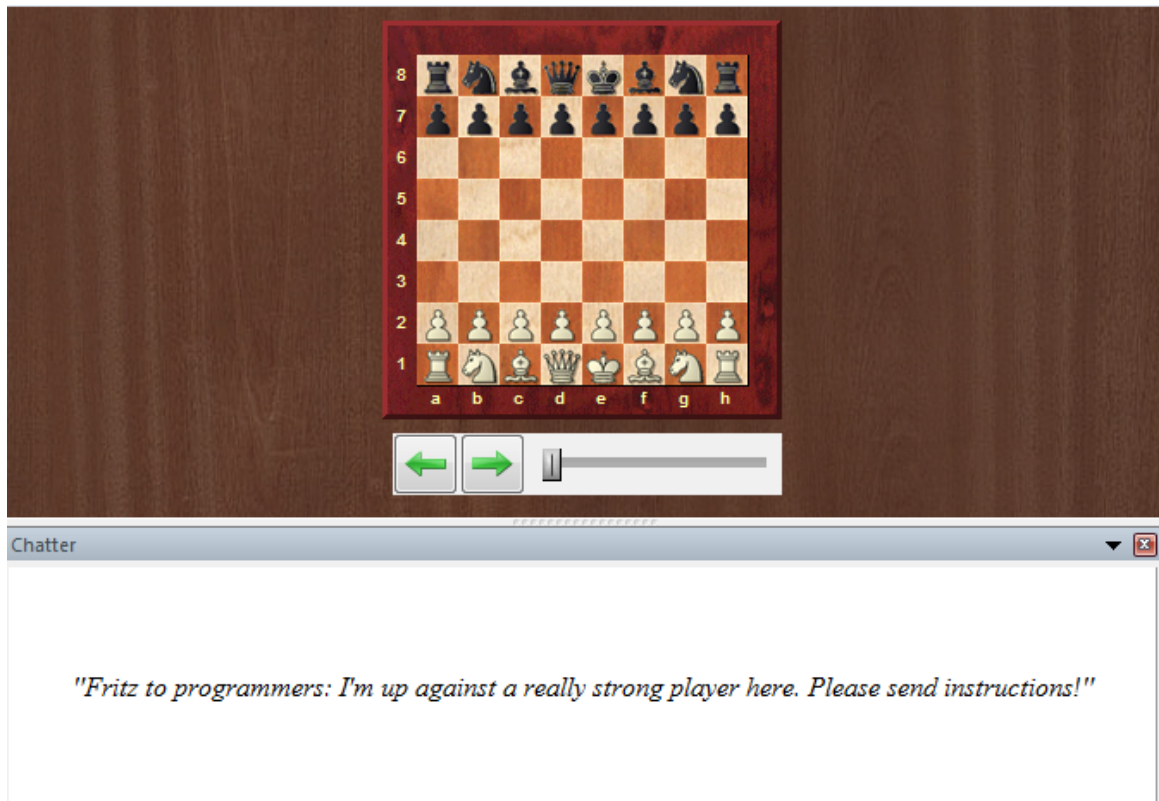 8
7
6
5
4
3
2
1
a b c d e f g h
Chatter
"Fritz to programmers: I'm up against a really strong player here. Please send instructions!"